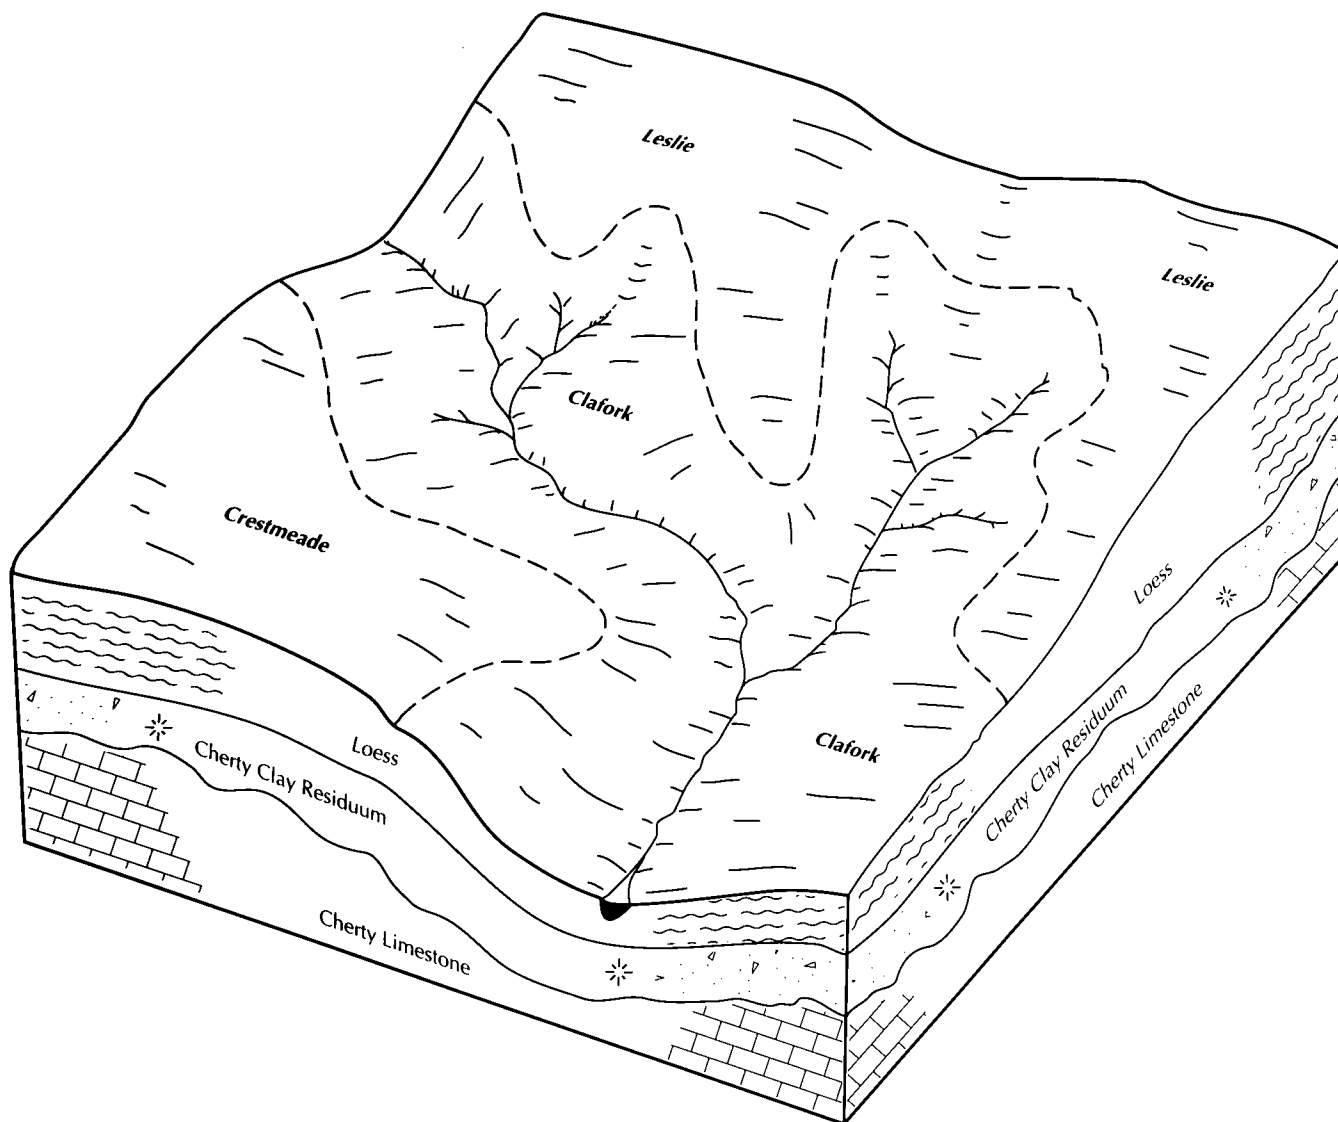 Leslie
Leslie
Clafork
Crestmeade
Clafork
Loess
Cherty Clay Residuum
Cherty Limestone
Loess
Cherty Clay Residuum
Cherty Limestone